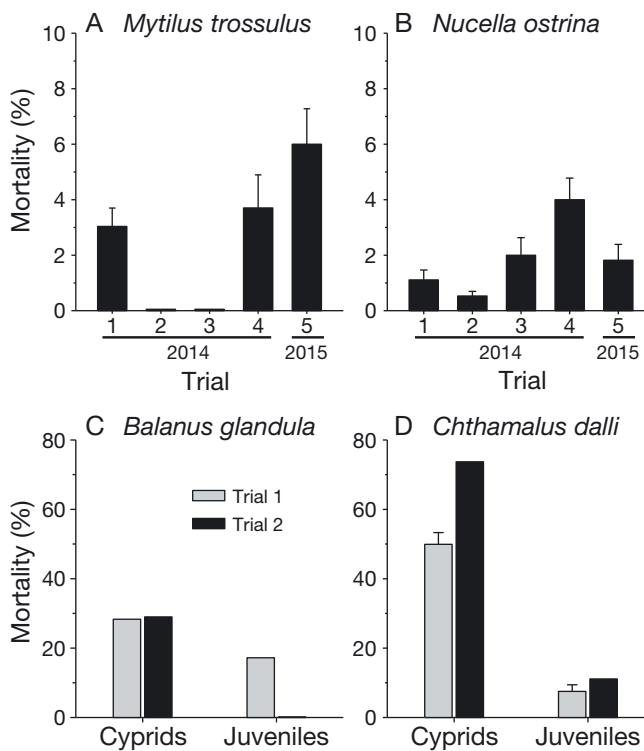 A Mytilus trossulus
B Nucella ostrina
Mortality (%)
10
8
6
4
2
0
1 2 3 4 5
2014 2015
Trial
10
8
6
4
2
0
1 2 3 4 5
2014 2015
Trial
C Balanus glandula
D Chthamalus dalli
Mortality (%)
80
60
40
20
0
Trial 1
Trial 2
Cyprids Juveniles
80
60
40
20
0
Cyprids Juveniles